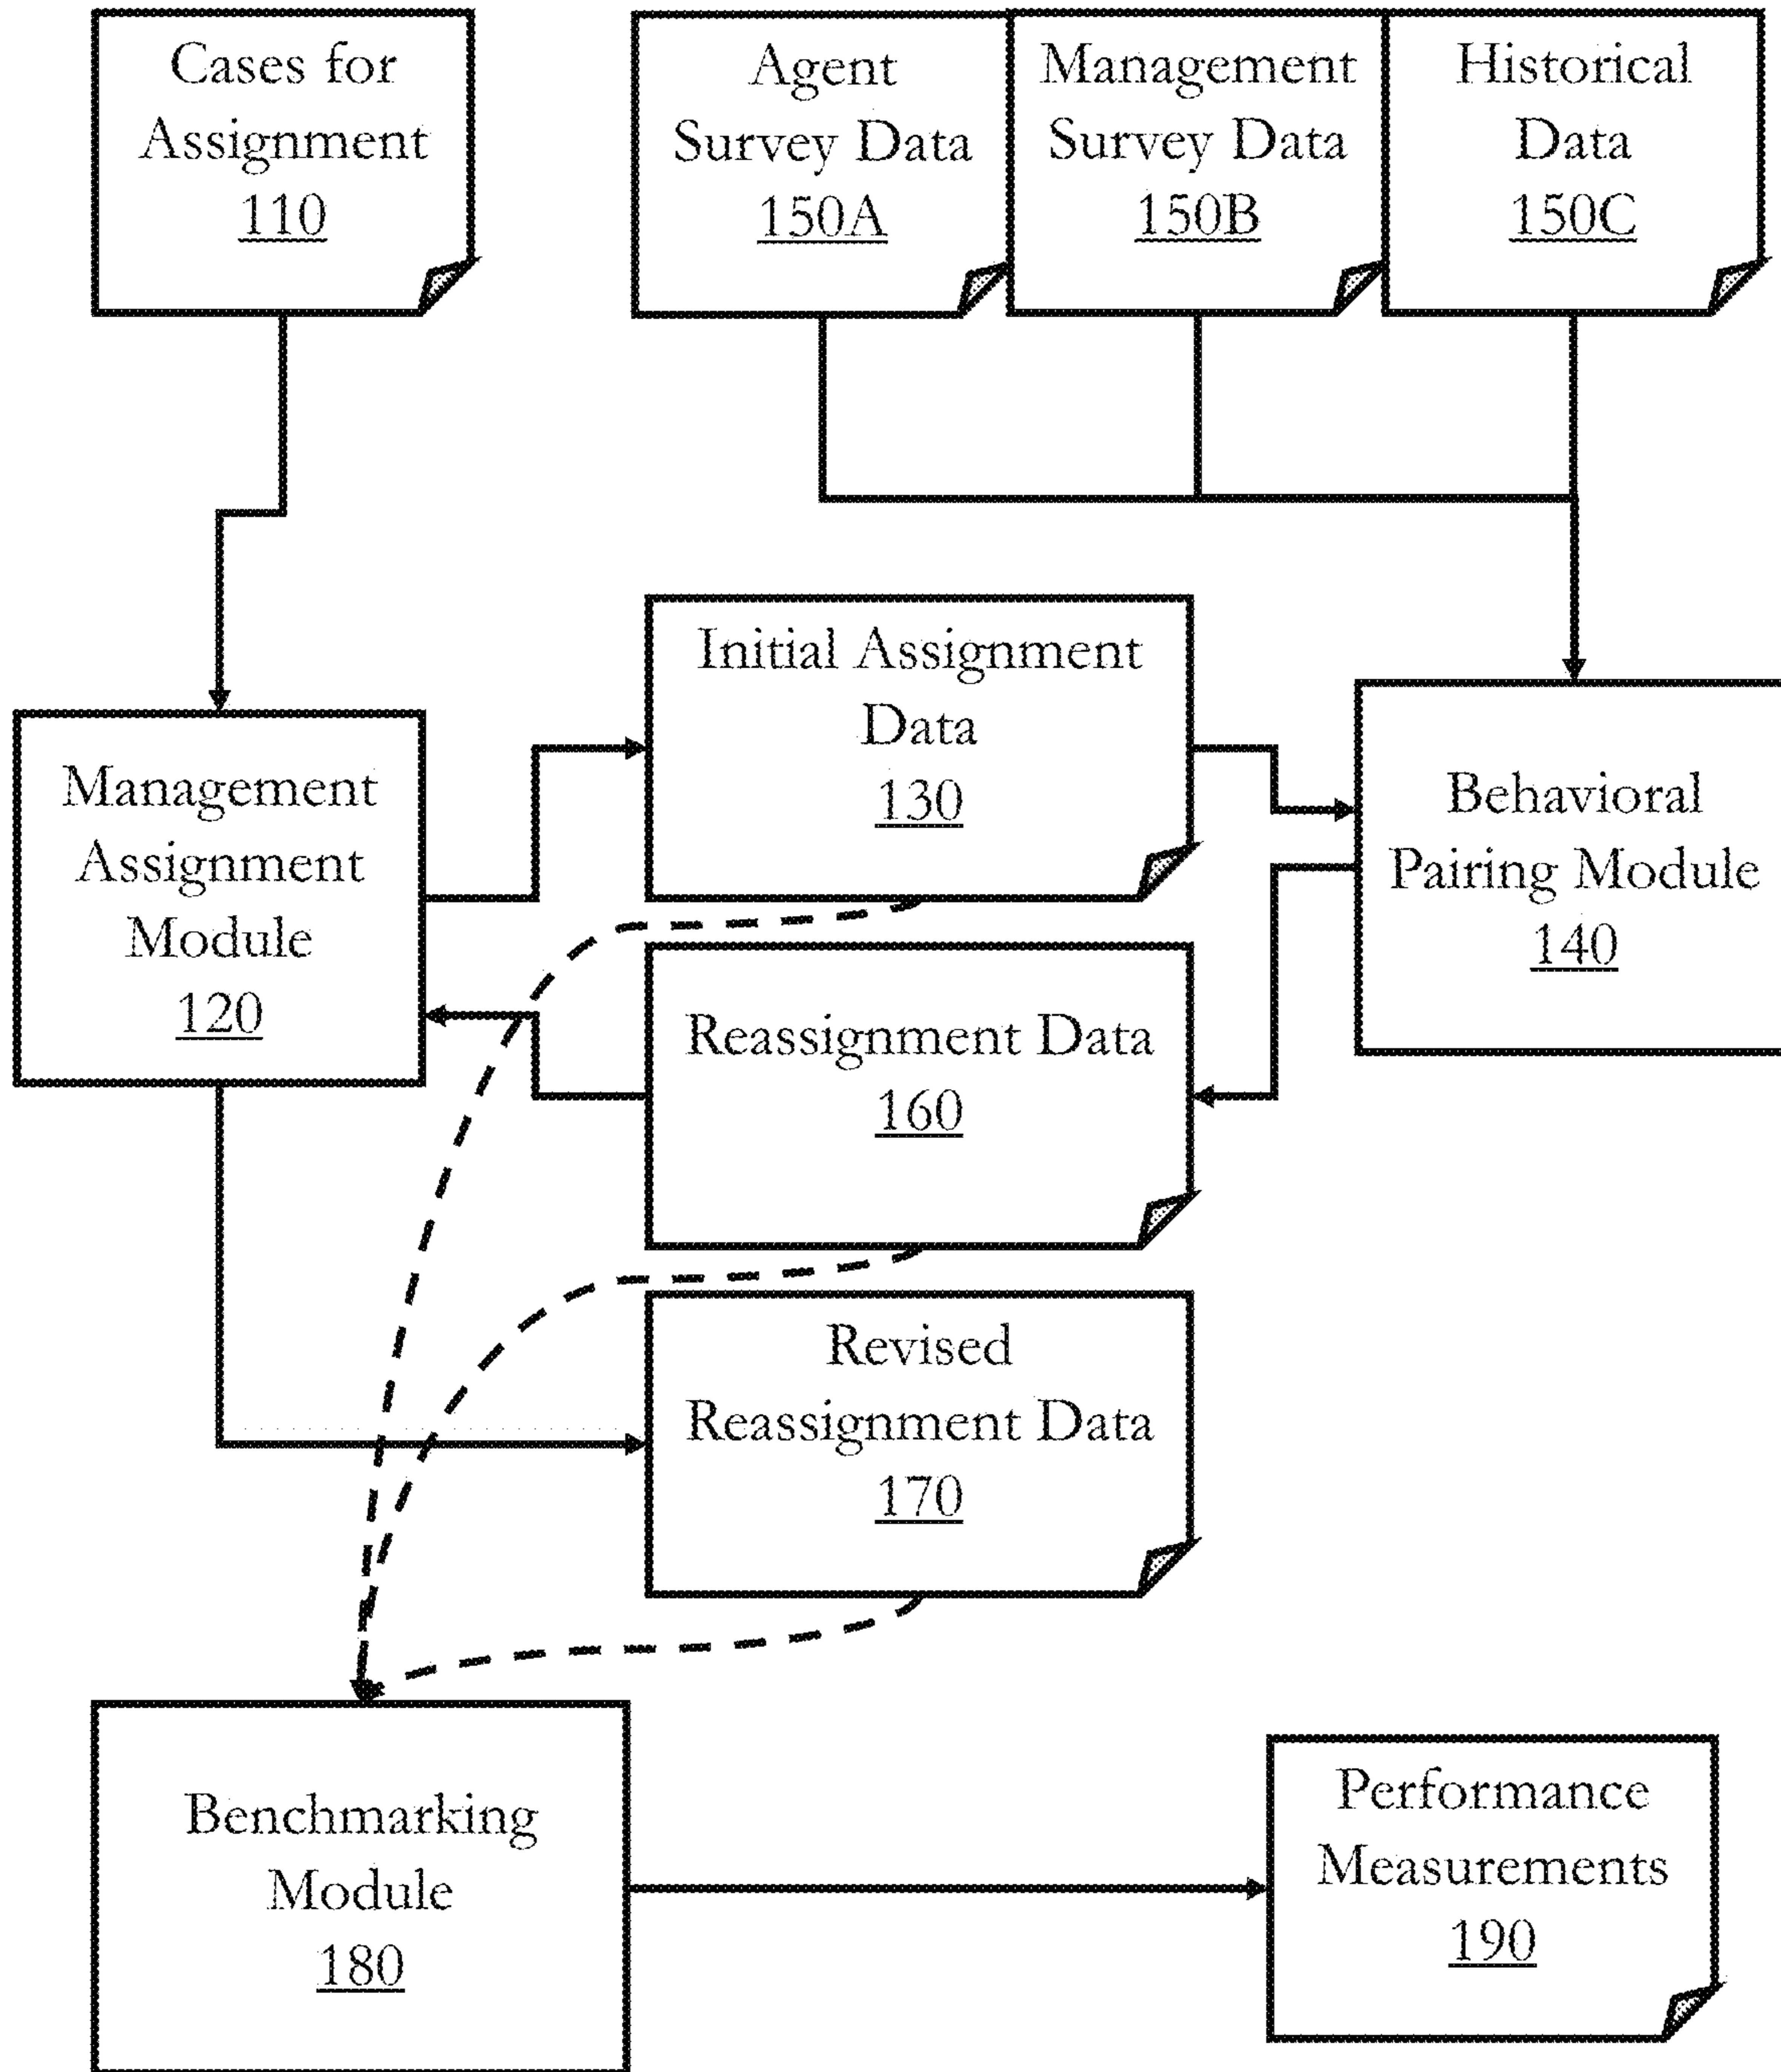 Cases for
Assignment
110
Agent
Survey Data
150A
Management
Survey Data
150B
Historical
Data
150C
Initial Assignment
Data
130
Management
Assignment
Module
120
Behavioral
Pairing Module
140
Reassignment Data
160
Revised
Reassignment Data
170
Benchmarking
Module
180
Performance
Measurements
190